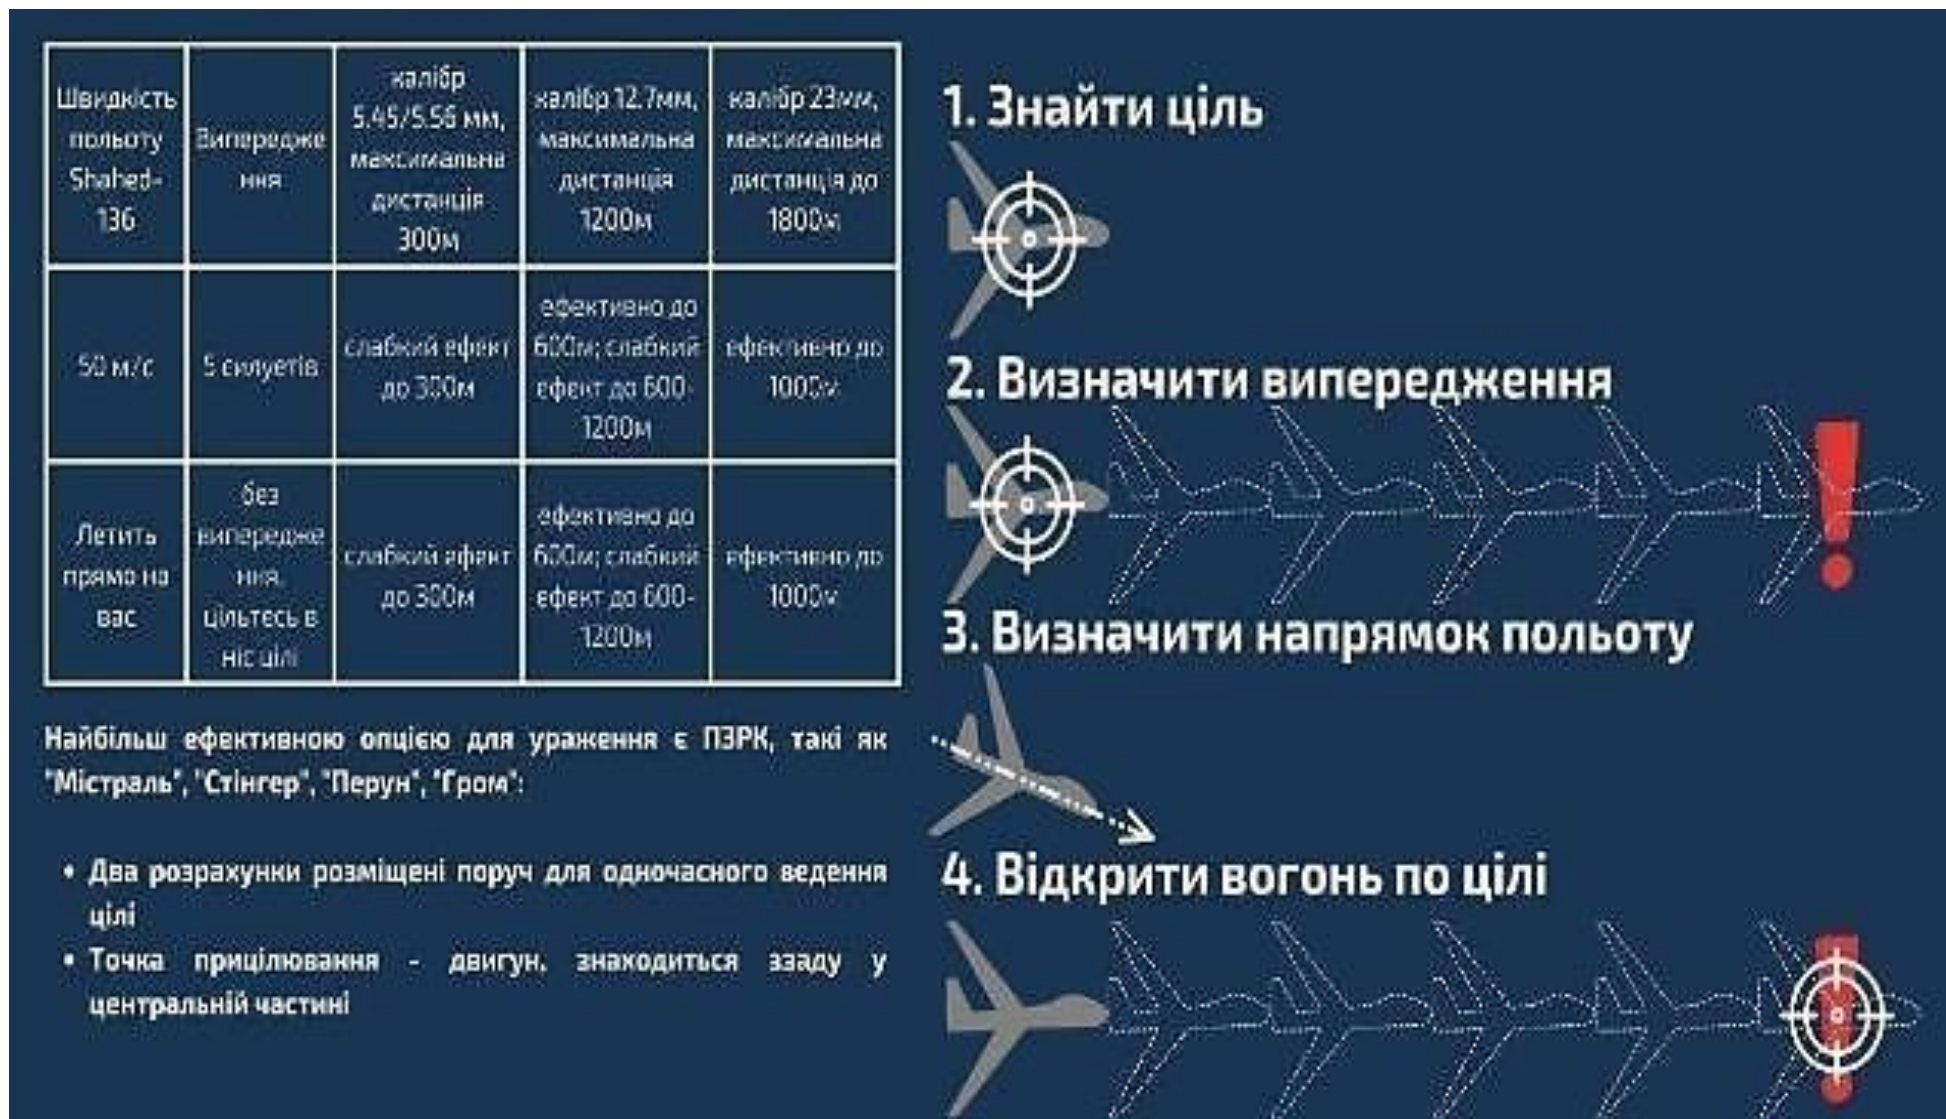 Швидкість
польоту
Shahed-
136
Випередже
ння
калібр
5.45/5.56 мм,
максимальна
дистанція
300м
калібр 12.7мм,
максимальна
дистанція
1200м
калібр 23мм,
максимальна
дистанція до
1800м
50 м/с
5 силуетів
слабкий ефект
до 300м
ефективно до
600м; слабкий
ефект до 600-
1200м
ефективно до
1000м
Летить
прямо на
вас
без
випередже
ння,
цільтесь в
ніс цілі
слабкий ефект
до 300м
ефективно до
600м; слабкий
ефект до 600-
1200м
ефективно до
1000м
Найбільш ефективною опцією для ураження є ПЗРК, такі як
"Містраль", "Стінгер", "Перун", "Гром":
• Два розрахунки розміщені поруч для одночасного ведення
цілі
• Точка прицілювання - двигун, знаходиться ззаду у
центральній частині
1. Знайти ціль
2. Визначити випередження
3. Визначити напрямок польоту
4. Відкрити вогонь по цілі